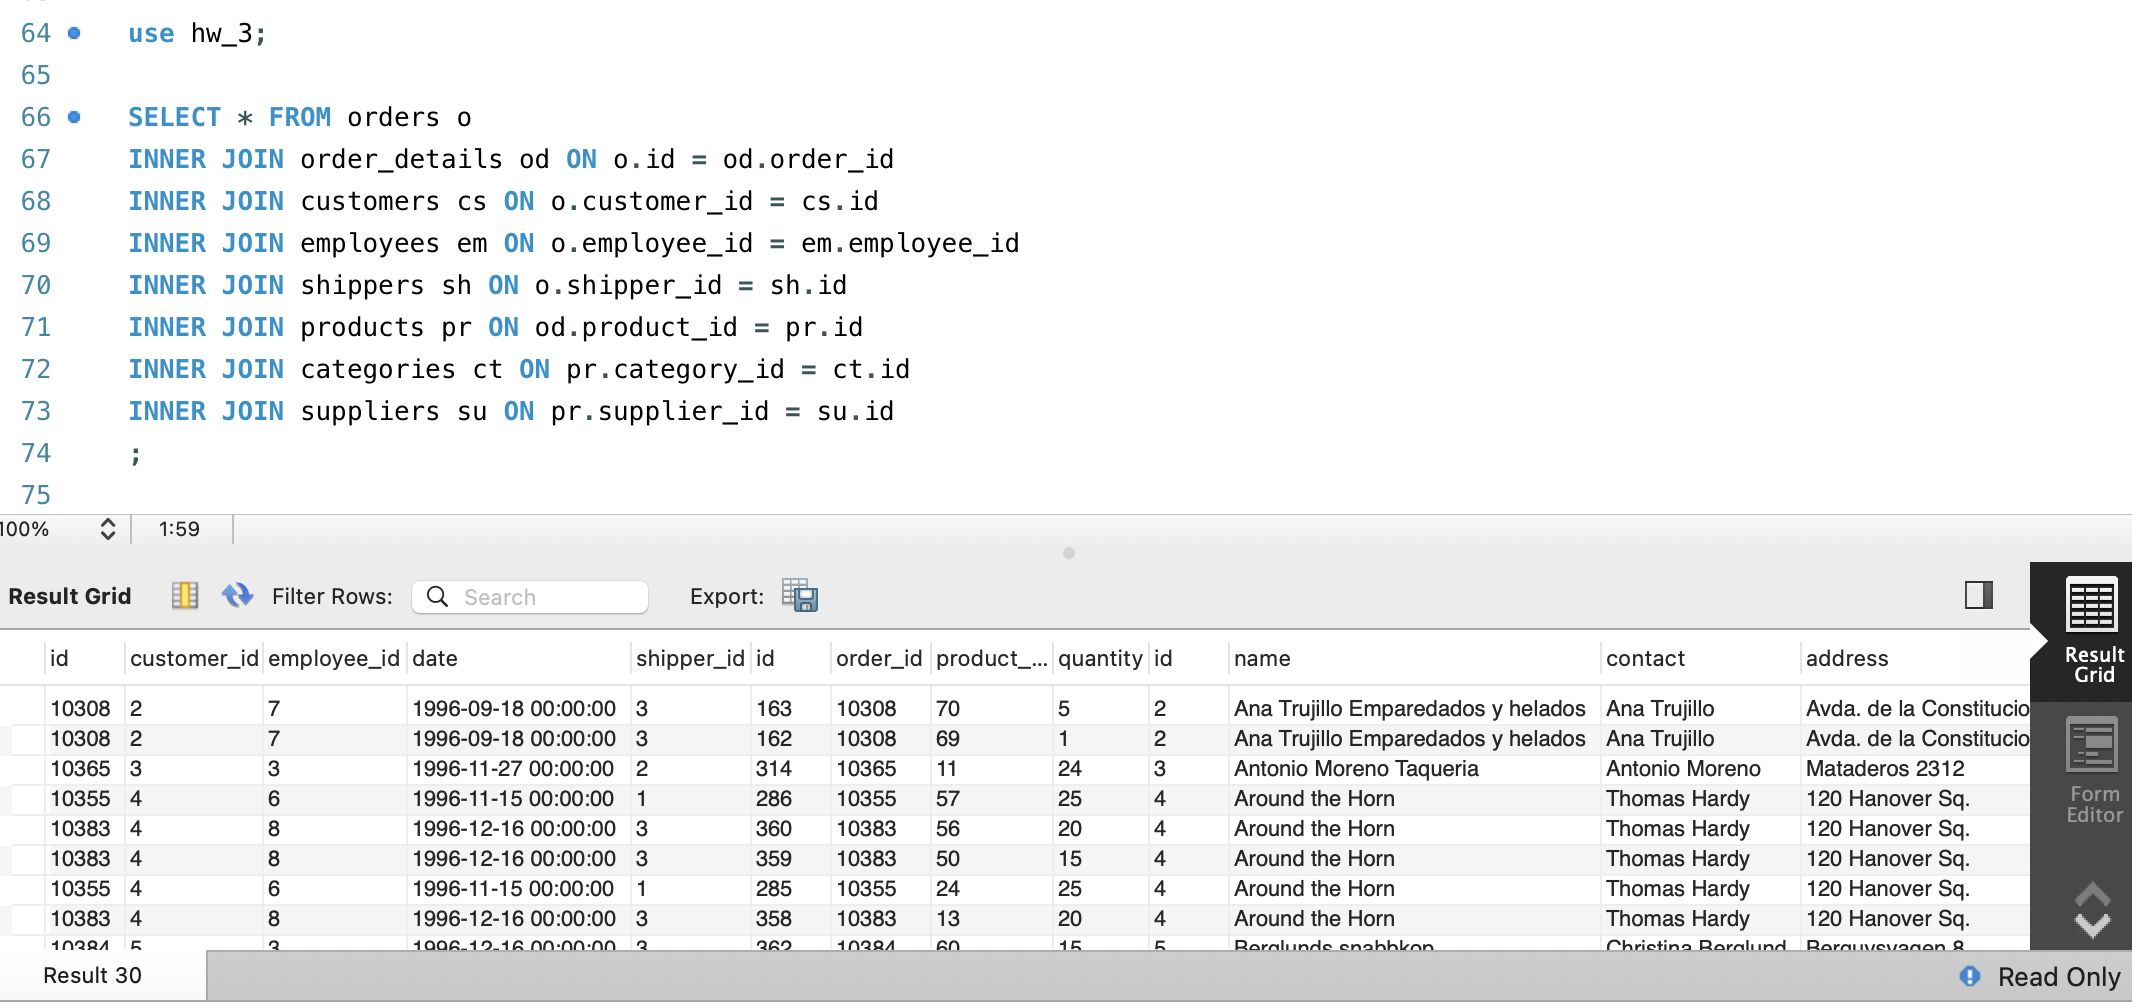 64 use hw_3;
65
66 SELECT * FROM orders o
67 INNER JOIN order_details od ON o.id = od.order_id
68 INNER JOIN customers cs ON o.customer_id = cs.id
69 INNER JOIN employees em ON o.employee_id = em.employee_id
70 INNER JOIN shippers sh ON o.shipper_id = sh.id
71 INNER JOIN products pr ON od.product_id = pr.id
72 INNER JOIN categories ct ON pr.category_id = ct.id
73 INNER JOIN suppliers su ON pr.supplier_id = su.id
74 ;
75
100% 1:59
Result Grid Filter Rows: Search Export:
id customer_id employee_id date shipper_id id order_id product_... quantity id name contact address
10308 2 7 1996-09-18 00:00:00 3 163 10308 70 5 2 Ana Trujillo Emparedados y helados Ana Trujillo Avda. de la Constitucio
10308 2 7 1996-09-18 00:00:00 3 162 10308 69 1 2 Ana Trujillo Emparedados y helados Ana Trujillo Avda. de la Constitucio
10365 3 3 1996-11-27 00:00:00 2 314 10365 11 24 3 Antonio Moreno Taqueria Antonio Moreno Mataderos 2312
10355 4 6 1996-11-15 00:00:00 1 286 10355 57 25 4 Around the Horn Thomas Hardy 120 Hanover Sq.
10383 4 8 1996-12-16 00:00:00 3 360 10383 56 20 4 Around the Horn Thomas Hardy 120 Hanover Sq.
10383 4 8 1996-12-16 00:00:00 3 359 10383 50 15 4 Around the Horn Thomas Hardy 120 Hanover Sq.
10355 4 6 1996-11-15 00:00:00 1 285 10355 24 25 4 Around the Horn Thomas Hardy 120 Hanover Sq.
10383 4 8 1996-12-16 00:00:00 3 358 10383 13 20 4 Around the Horn Thomas Hardy 120 Hanover Sq.
10384 5 3 1996-12-16 00:00:00 3 362 10384 60 15 5 Berglunds snabbkop Christina Berglund Berguvsvagen 8
Result
Grid
Form
Editor
Result 30 Read Only